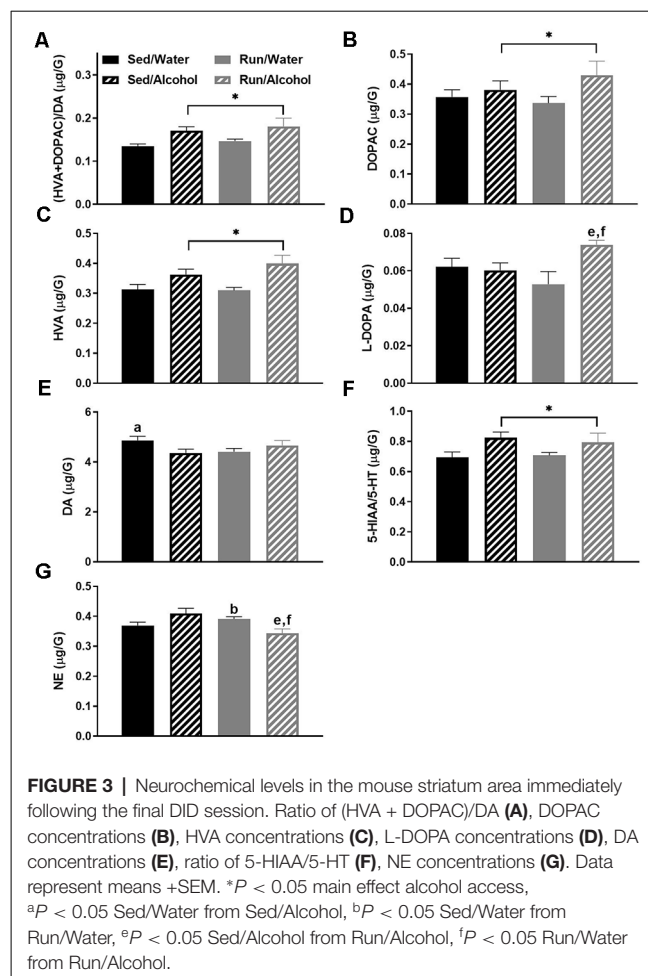 A
B
Sed/Water
Run/Water
Sed/Alcohol
Run/Alcohol
*
(HVA+DOPAC)/DA (μg/G)
0.3
0.2
0.1
0.0
*
DOPAC (μg/G)
0.5
0.4
0.3
0.2
0.1
0.0
C
D
*
HVA (μg/G)
0.5
0.4
0.3
0.2
0.1
0.0
e,f
L-DOPA (μg/G)
0.08
0.06
0.04
0.02
0.00
E
F
a
DA (μg/G)
6
4
2
0
*
5-HIAA/5-HT (μg/G)
1.0
0.8
0.6
0.4
0.2
0.0
G
b
e,f
NE (μg/G)
0.5
0.4
0.3
0.2
0.1
0.0
FIGURE 3 | Neurochemical levels in the mouse striatum area immediately
following the final DID session. Ratio of (HVA + DOPAC)/DA (A), DOPAC
concentrations (B), HVA concentrations (C), L-DOPA concentrations (D), DA
concentrations (E), ratio of 5-HIAA/5-HT (F), NE concentrations (G). Data
represent means +SEM. *P < 0.05 main effect alcohol access,
aP < 0.05 Sed/Water from Sed/Alcohol, bP < 0.05 Sed/Water from
Run/Water, eP < 0.05 Sed/Alcohol from Run/Alcohol, fP < 0.05 Run/Water
from Run/Alcohol.